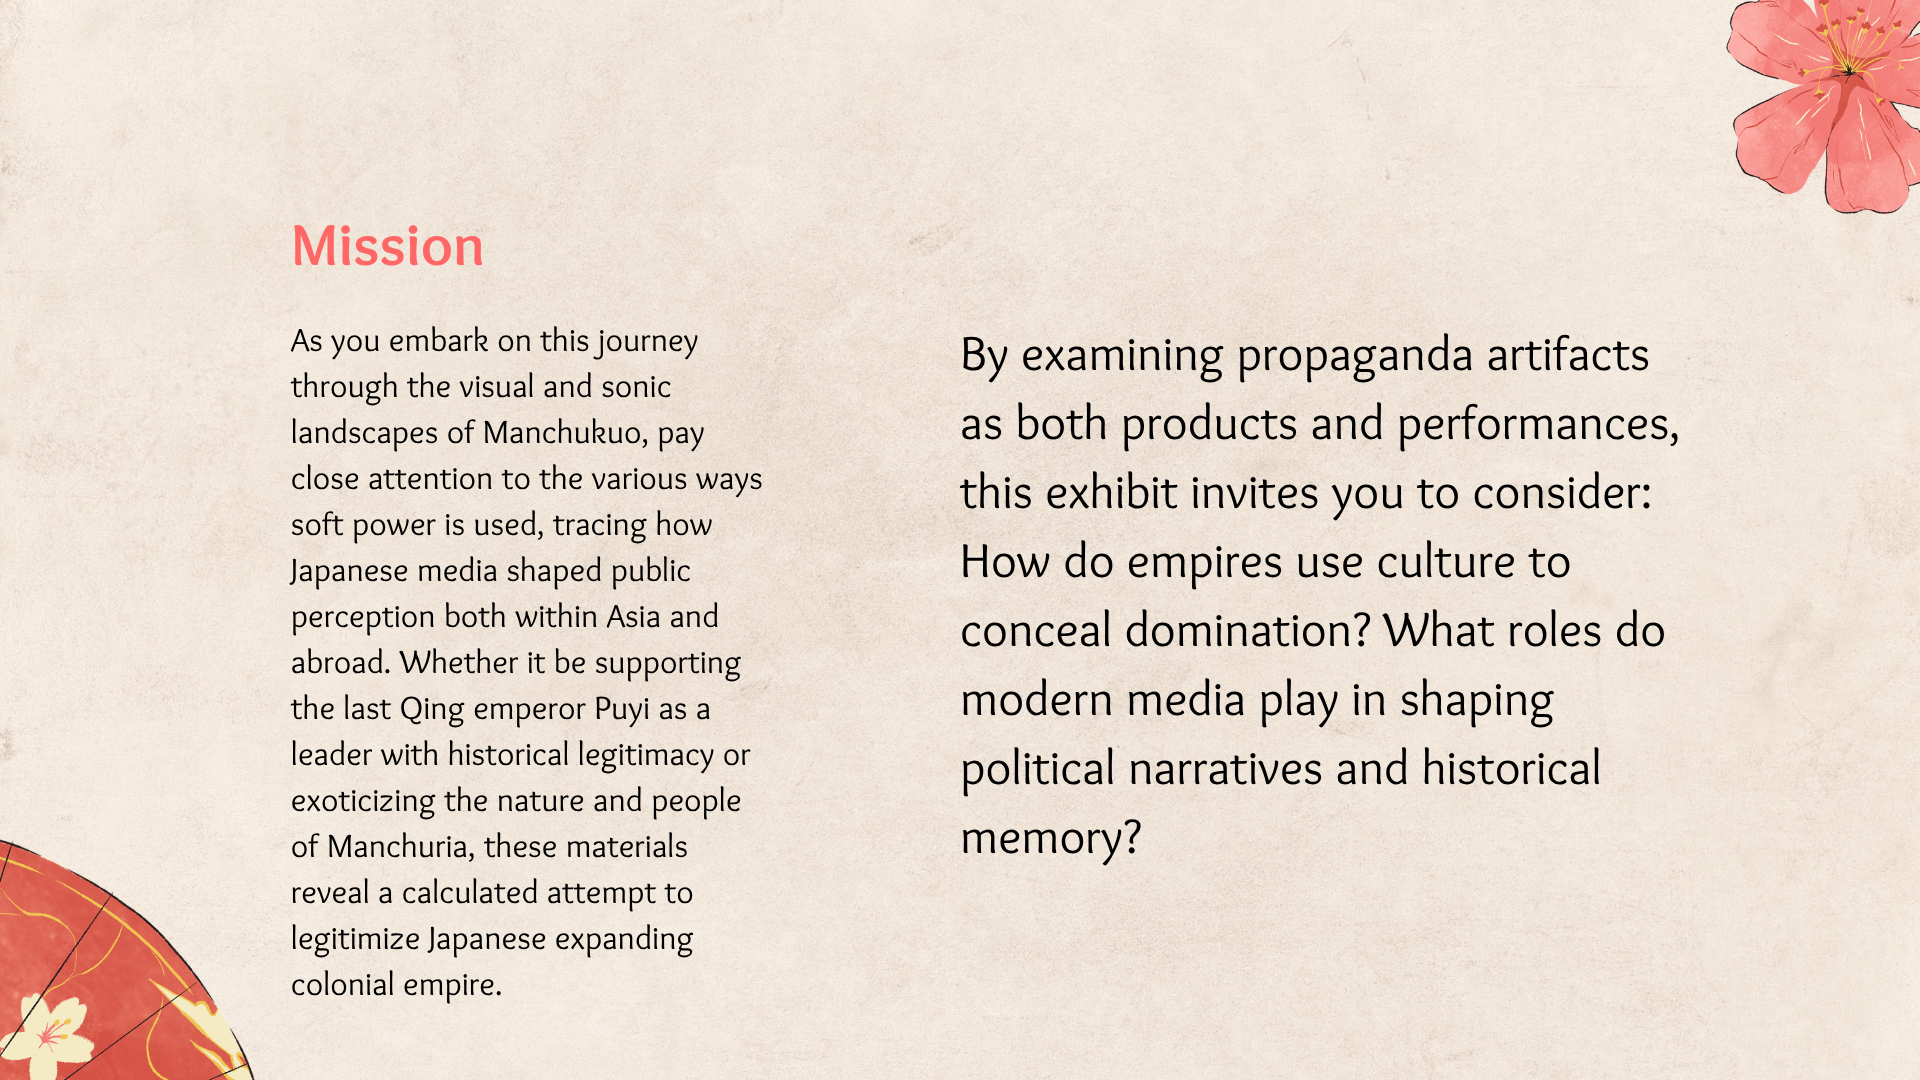 Mission
As you embark on this journey
through the visual and sonic
landscapes of Manchukuo, pay
close attention to the various ways
soft power is used, tracing how
Japanese media shaped public
perception both within Asia and
abroad. Whether it be supporting
the last Qing emperor Puyi as a
leader with historical legitimacy or
exoticizing the nature and people
of Manchuria, these materials
reveal a calculated attempt to
legitimize Japanese expanding
colonial empire.
By examining propaganda artifacts
as both products and performances,
this exhibit invites you to consider:
How do empires use culture to
conceal domination? What roles do
modern media play in shaping
political narratives and historical
memory?